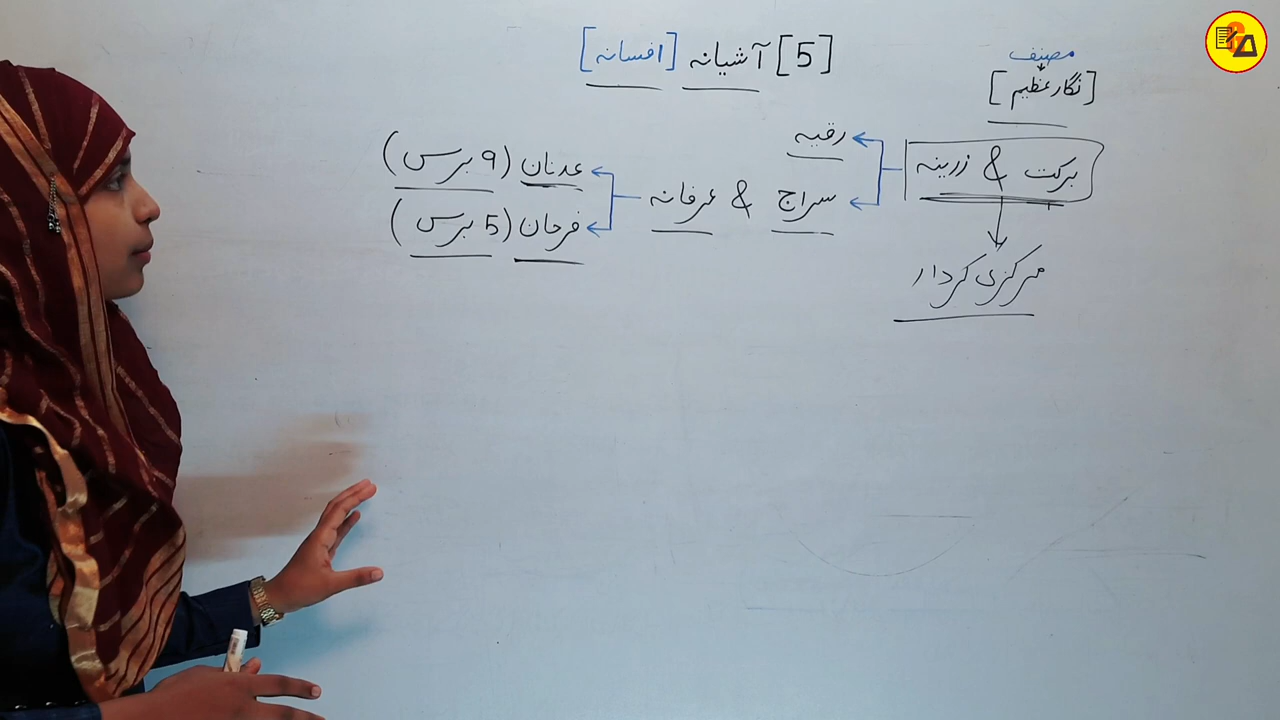 [5] آشیانہ [افسانہ]
مصنف
[نگار عظیم]
برکت & زرینہ
رقیہ
سراج & عرفانہ
عدنان (9 برس)
فرحان (5 برس)
مرکزی کردار